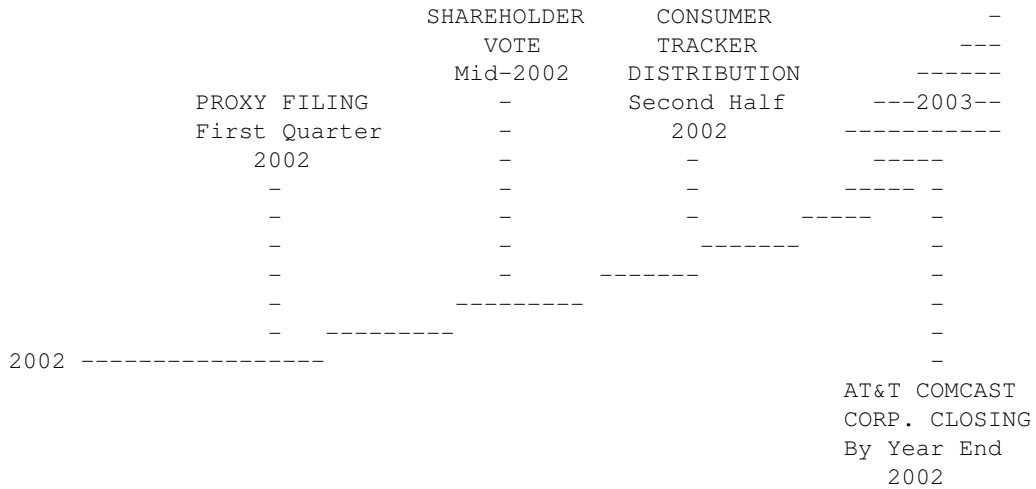 SHAREHOLDER
VOTE
Mid-2002
CONSUMER
TRACKER
DISTRIBUTION
Second Half
2002
PROXY FILING
First Quarter
2002
---2003--
2002 -----------------
AT&T COMCAST
CORP. CLOSING
By Year End
2002